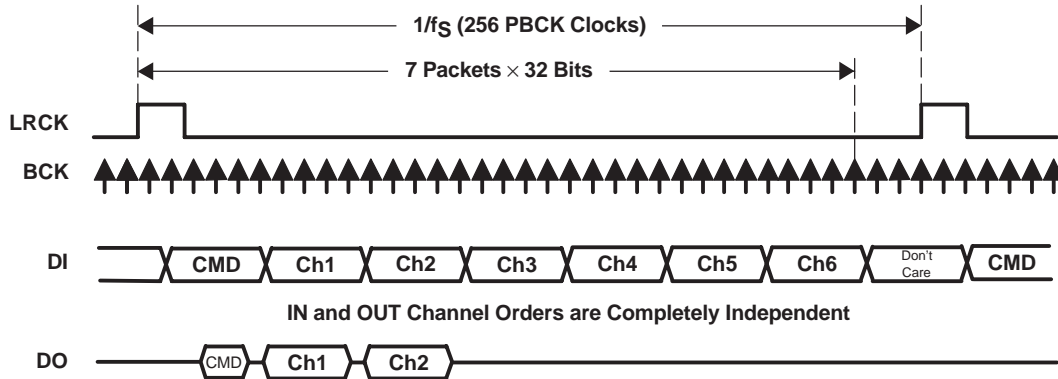 1/fS (256 PBCK Clocks)
7 Packets × 32 Bits
LRCK
BCK
DI
CMD Ch1 Ch2 Ch3 Ch4 Ch5 Ch6 Don't Care CMD
IN and OUT Channel Orders are Completely Independent
DO
CMD Ch1 Ch2